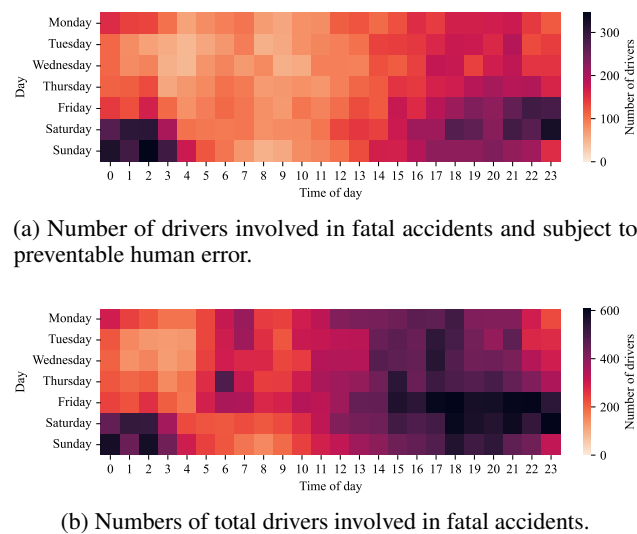 Monday
Tuesday
Wednesday
Thursday
Friday
Saturday
Sunday
Day
0 1 2 3 4 5 6 7 8 9 10 11 12 13 14 15 16 17 18 19 20 21 22 23
Time of day
300
200
100
0
Number of drivers
(a) Number of drivers involved in fatal accidents and subject to
preventable human error.
Monday
Tuesday
Wednesday
Thursday
Friday
Saturday
Sunday
Day
0 1 2 3 4 5 6 7 8 9 10 11 12 13 14 15 16 17 18 19 20 21 22 23
Time of day
600
400
200
0
Number of drivers
(b) Numbers of total drivers involved in fatal accidents.